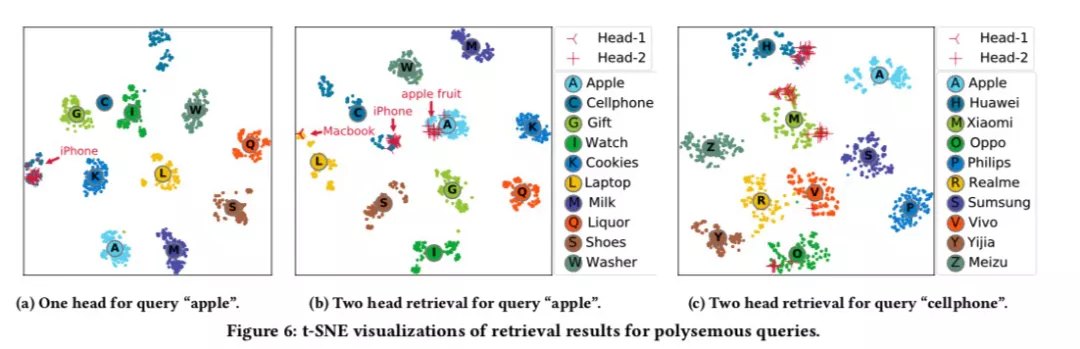 G
C
I
W
Q
iPhone
K
L
S
A
M
M
W
C
iPhone
apple fruit
Macbook
A
K
L
G
S
Q
I
Head-1
Head-2
A Apple
C Cellphone
G Gift
I Watch
K Cookies
L Laptop
M Milk
Q Liquor
S Shoes
W Washer
H
A
M
Z
S
R
V
P
Y
O
Head-1
Head-2
A Apple
H Huawei
M Xiaomi
O Oppo
P Philips
R Realme
S Sumsung
V Vivo
Y Yijia
Z Meizu
(a) One head for query “apple”.
(b) Two head retrieval for query “apple”.
(c) Two head retrieval for query “cellphone”.
Figure 6: t-SNE visualizations of retrieval results for polysemous queries.